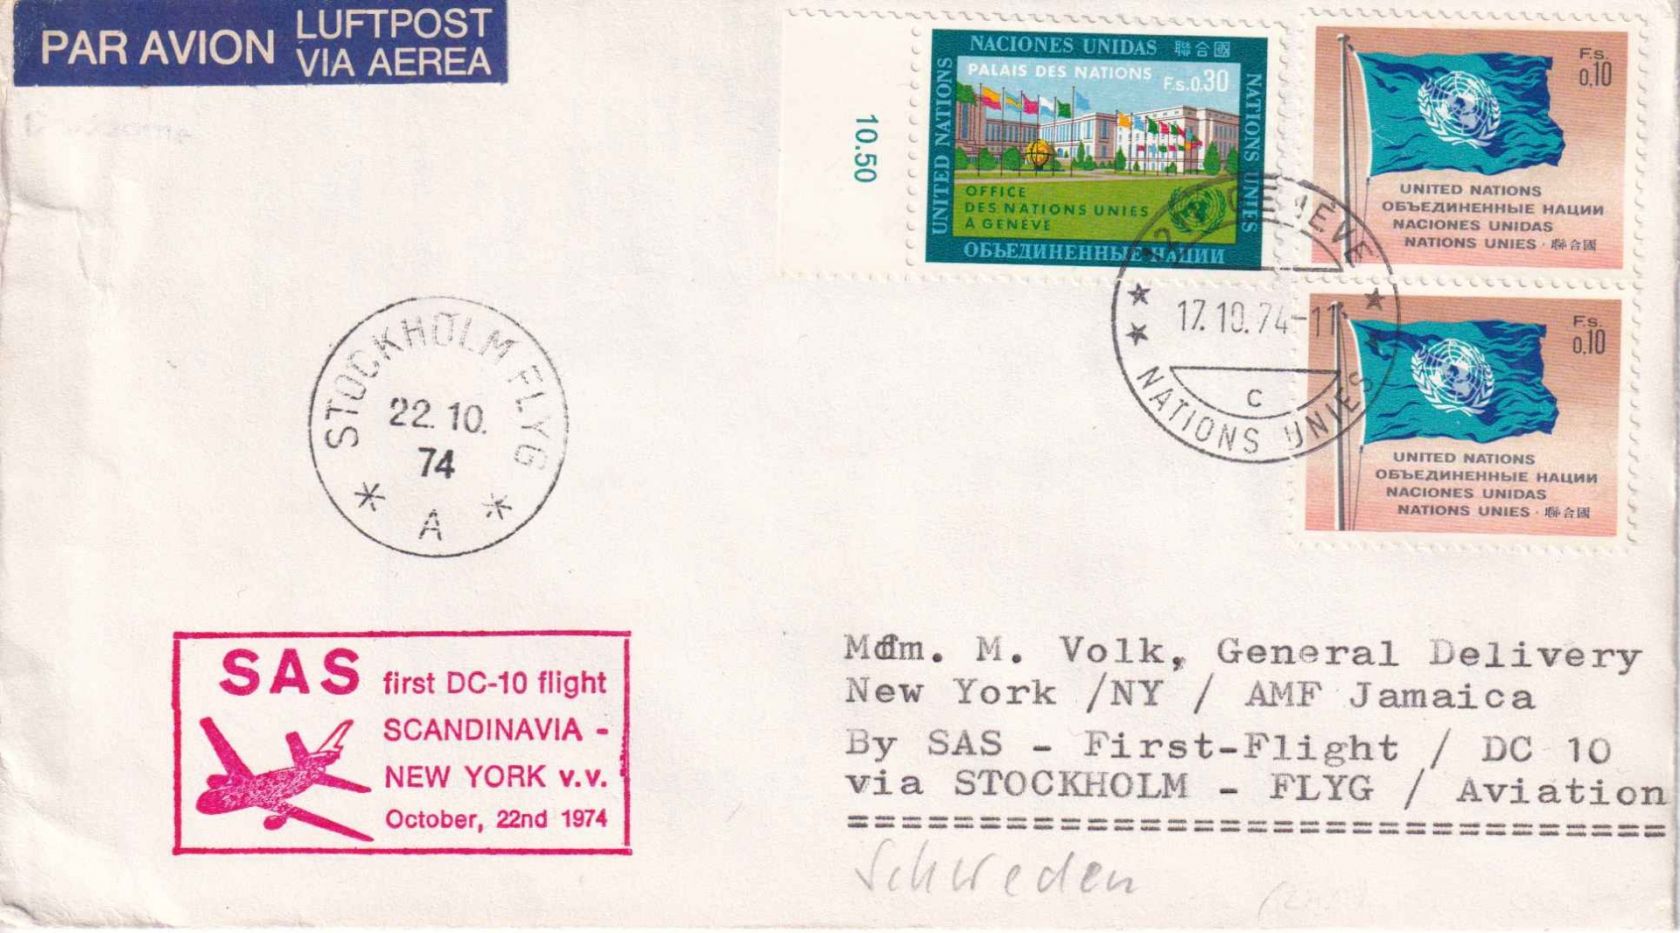 PAR AVION
LUFTPOST
VIA AEREA
10.50
NACIONES UNIDAS 聯合國
UNITED NATIONS
PALAIS DES NATIONS
F.s.0.30
OFFICE
DES NATIONS UNIES
À GENÈVE
NATIONS UNIES
ОБЪЕДИНЕННЫЕ НАЦИИ
F.s.
0,10
UNITED NATIONS
ОБЪЕДИНЕННЫЕ НАЦИИ
NACIONES UNIDAS
NATIONS UNIES · 聯合國
F.s.
0,10
UNITED NATIONS
ОБЪЕДИНЕННЫЕ НАЦИИ
NACIONES UNIDAS
NATIONS UNIES · 聯合國
GENÈVE
17.10.74-11
C
NATIONS UNIES
STOCKHOLM FLYG
22.10.
74
A
SAS first DC-10 flight
SCANDINAVIA -
NEW YORK v.v.
October, 22nd 1974
M. Volk, General Delivery
New York /NY / AMF Jamaica
By SAS - First-Flight / DC 10
via STOCKHOLM - FLYG / Aviation
================================
Schweden